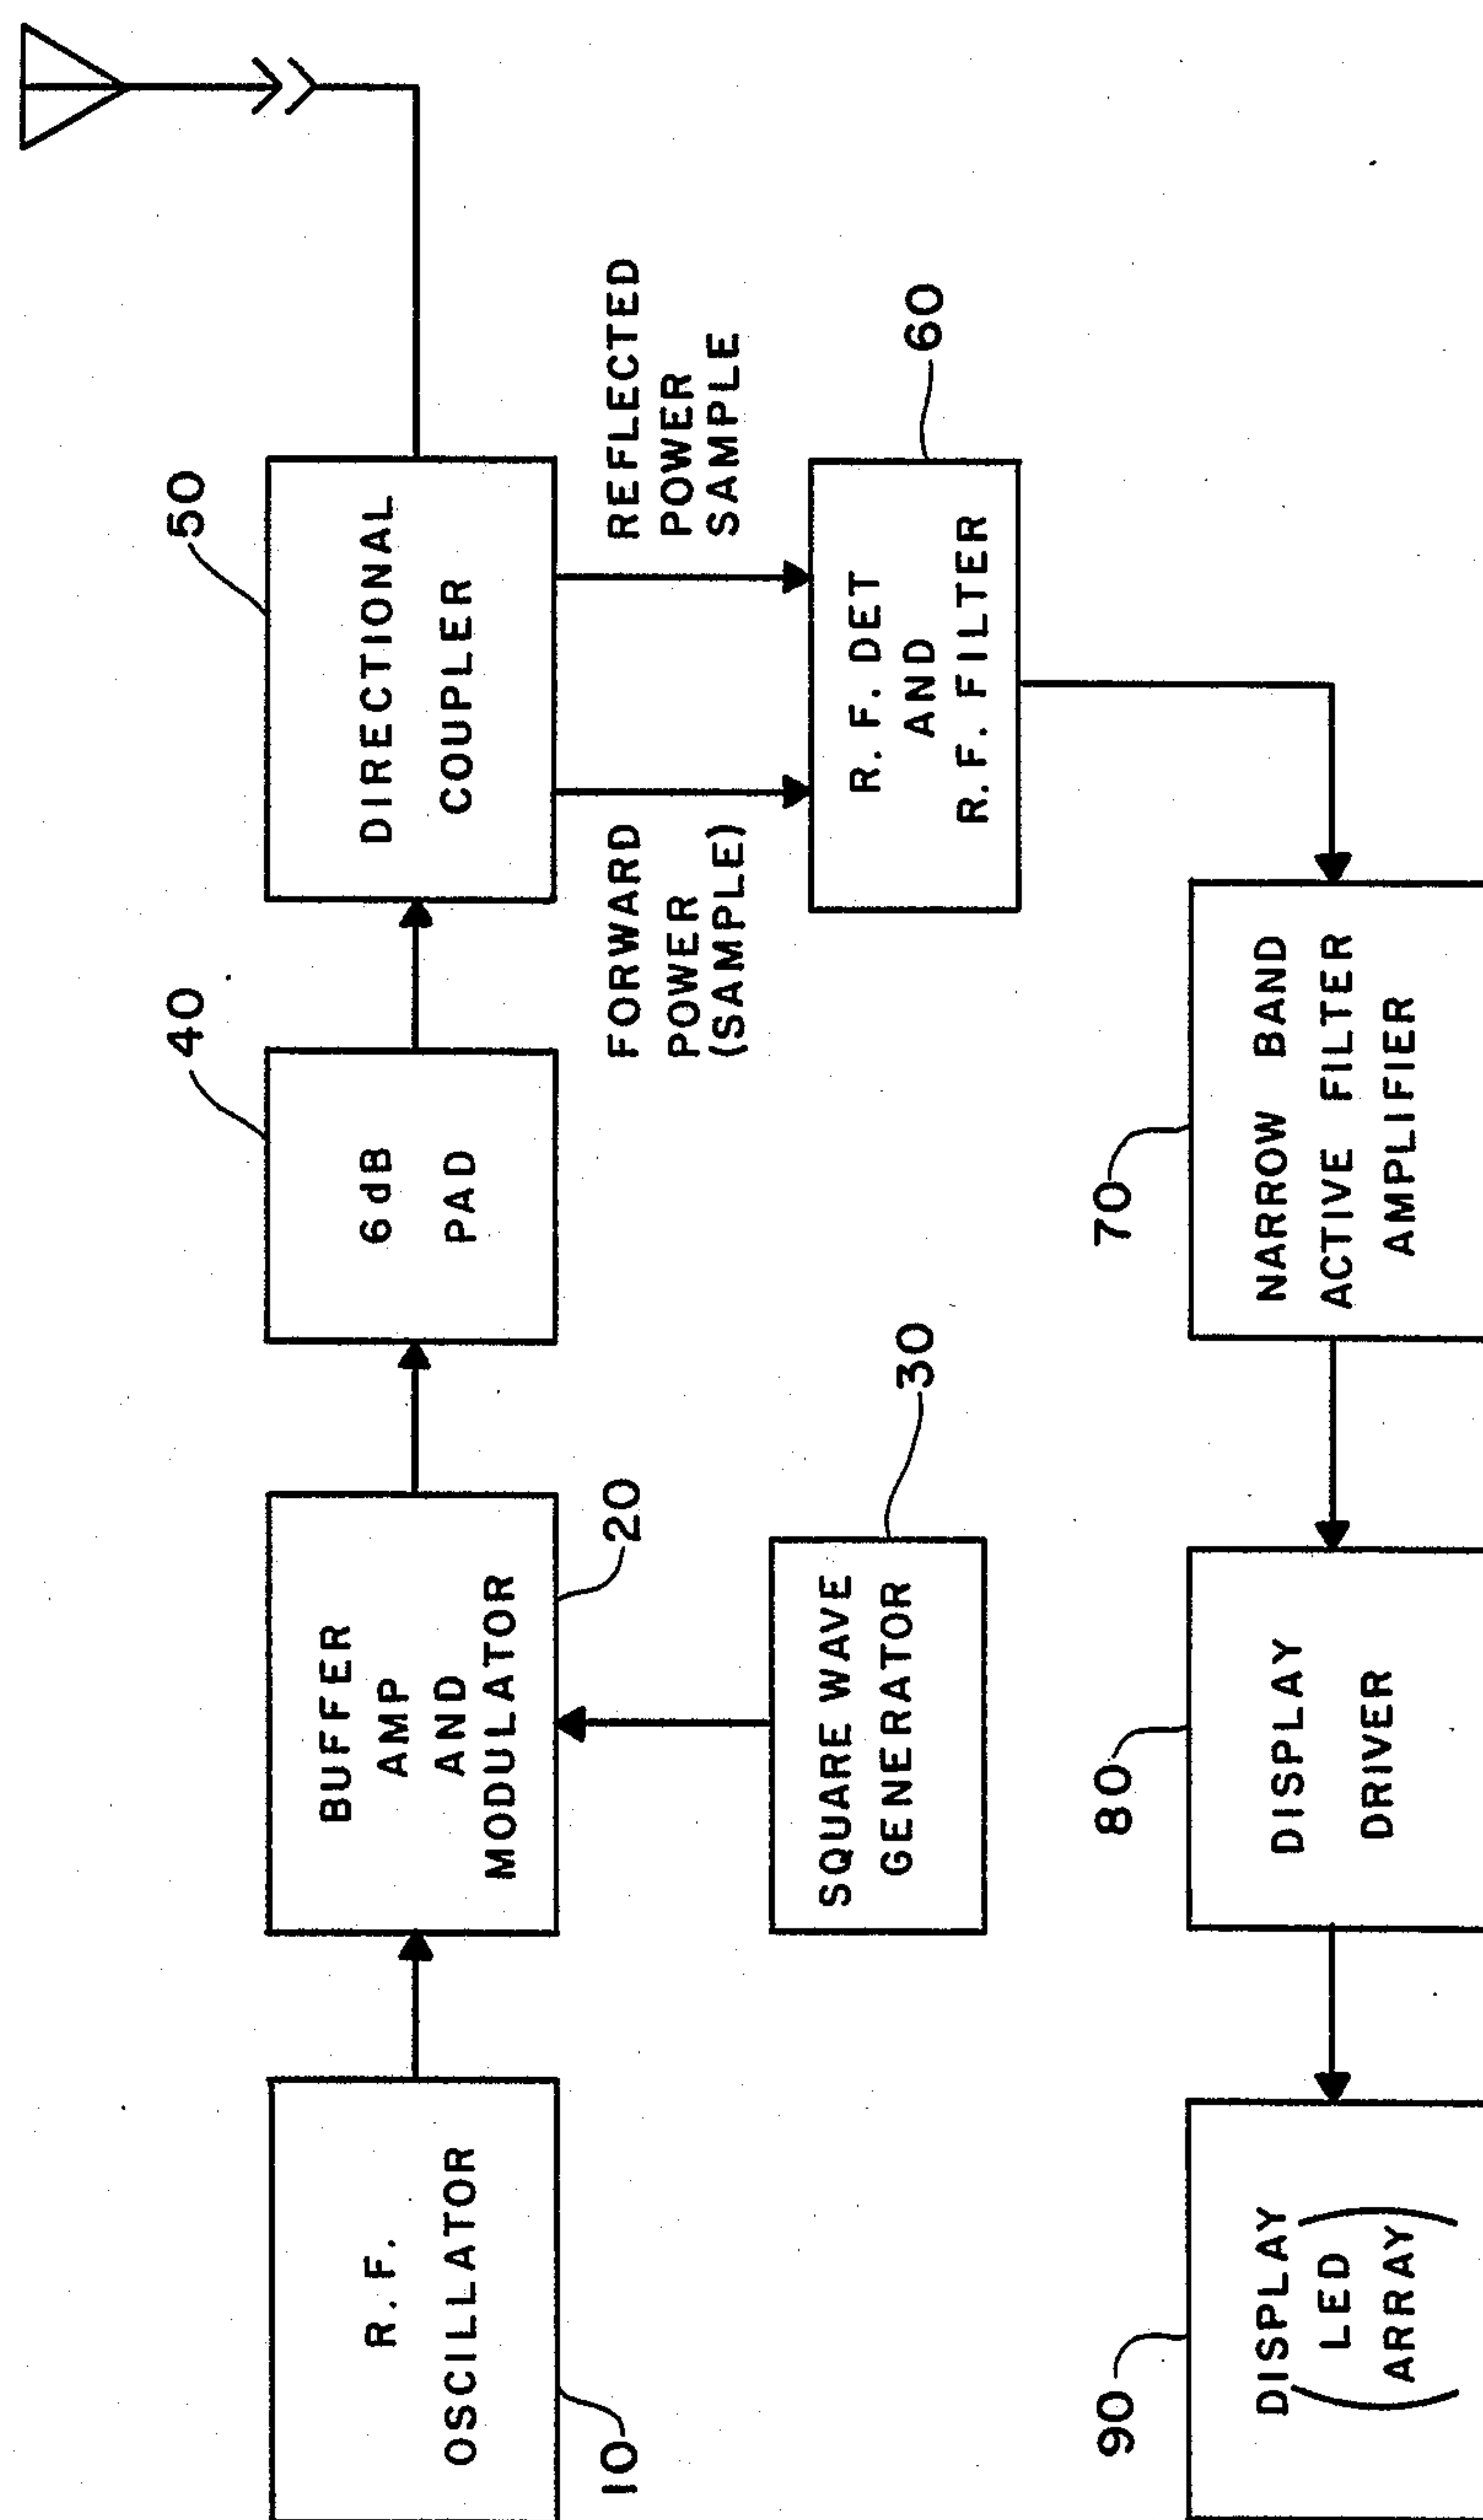 R.F.
OSCILLATOR
10
BUFFER
AMP
AND
MODULATOR
20
SQUARE WAVE
GENERATOR
30
6dB
PAD
40
DIRECTIONAL
COUPLER
50
FORWARD
POWER
(SAMPLE)
REFLECTED
POWER
SAMPLE
R.F. DET
AND
R.F. FILTER
60
NARROW BAND
ACTIVE FILTER
AMPLIFIER
70
DISPLAY
DRIVER
80
DISPLAY
(LED
ARRAY)
90